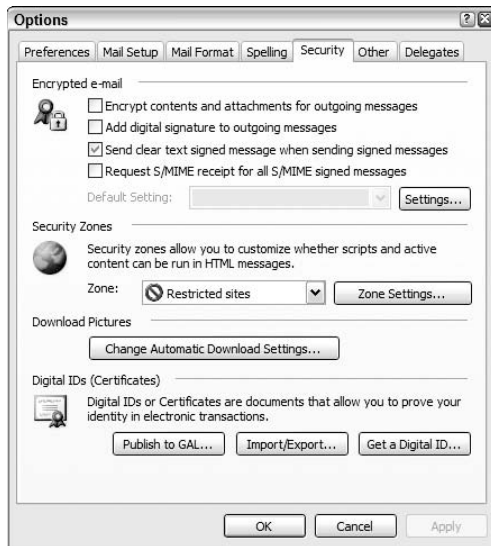 Options
Preferences Mail Setup Mail Format Spelling Security Other Delegates
Encrypted e-mail
Encrypt contents and attachments for outgoing messages
Add digital signature to outgoing messages
Send clear text signed message when sending signed messages
Request S/MIME receipt for all S/MIME signed messages
Default Setting: Settings...
Security Zones
Security zones allow you to customize whether scripts and active
content can be run in HTML messages.
Zone: Restricted sites Zone Settings...
Download Pictures
Change Automatic Download Settings...
Digital IDs (Certificates)
Digital IDs or Certificates are documents that allow you to prove your
identity in electronic transactions.
Publish to GAL... Import/Export... Get a Digital ID...
OK Cancel Apply